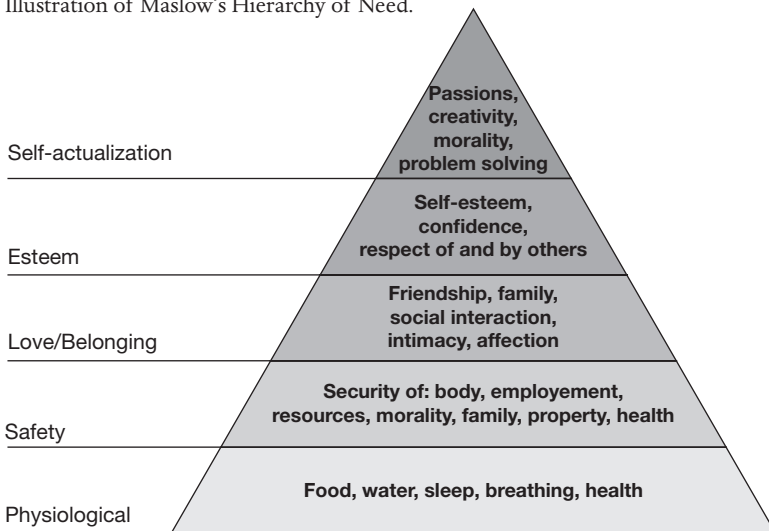 Illustration of Maslow's Hierarchy of Need.
Passions,
creativity,
morality,
problem solving
Self-actualization
Self-esteem,
confidence,
respect of and by others
Esteem
Friendship, family,
social interaction,
intimacy, affection
Love/Belonging
Security of: body, employement,
resources, morality, family, property, health
Safety
Food, water, sleep, breathing, health
Physiological